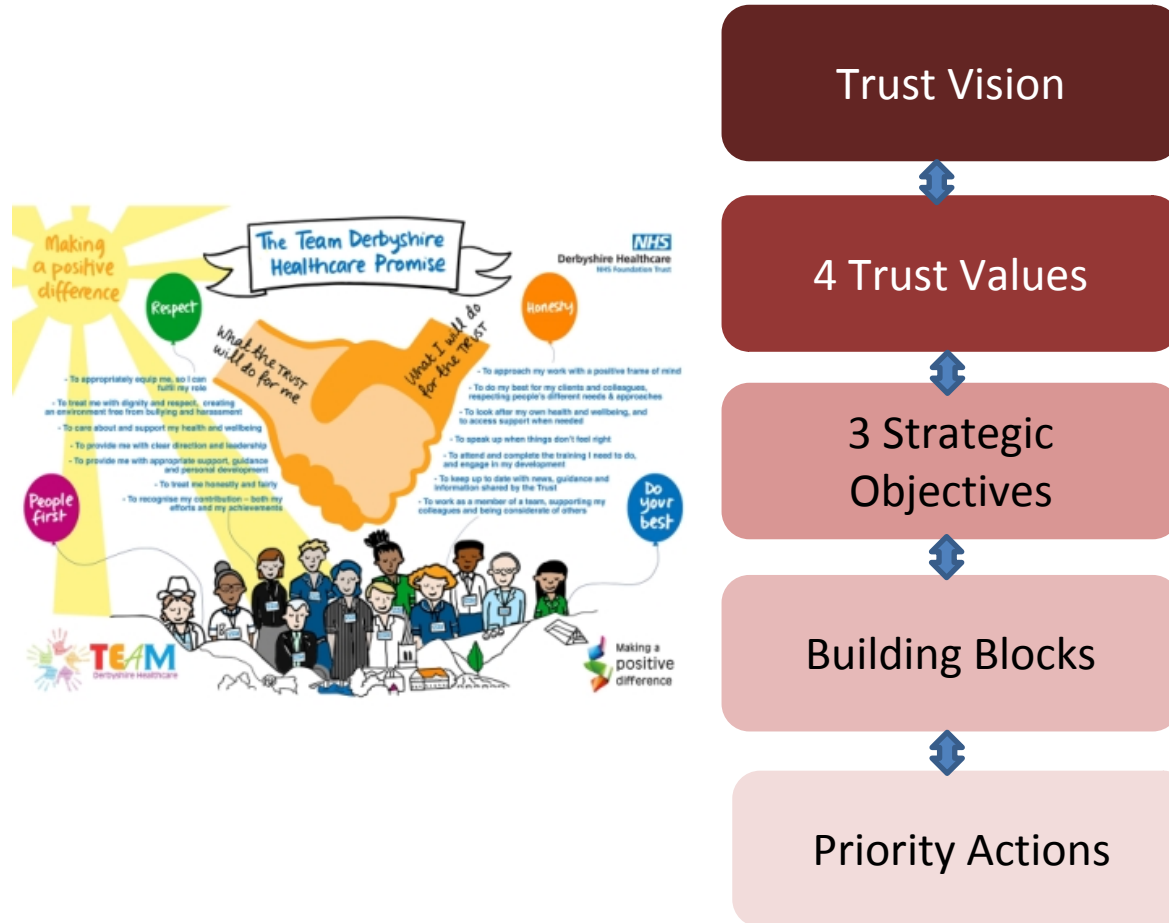 Making
a positive
difference
The Team Derbyshire
Healthcare Promise
NHS
Derbyshire Healthcare
NHS Foundation Trust
Respect
Honesty
What the TRUST
will do for me
What I will do
for the TRUST
- To appropriately equip me, so I can
fulfil my role
- To treat me with dignity and respect, creating
an environment free from bullying and harassment
- To care about and support my health and wellbeing
- To provide me with clear direction and leadership
- To provide me with appropriate support, guidance
and personal development
- To treat me honestly and fairly
- To recognise my contribution – both my
efforts and my achievements
- To approach my work with a positive frame of mind
- To do my best for my clients and colleagues,
respecting people's different needs & approaches
- To look after my own health and wellbeing, and
to access support when needed
- To speak up when things don't feel right
- To attend and complete the training I need to do,
and engage in my development
- To keep up to date with news, guidance and
information shared by the Trust
- To work as a member of a team, supporting my
colleagues and being considerate of others
People
first
Do
your
best
TEAM
Derbyshire Healthcare
Making a
positive
difference
Trust Vision
4 Trust Values
3 Strategic
Objectives
Building Blocks
Priority Actions